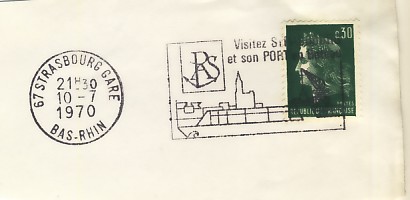 67 STRASBOURG GARE
21H30
10-7
1970
BAS-RHIN
PAS
Visitez ST
et son PORT
0.30
POSTES
REPUBLIQUE FRANÇAISE